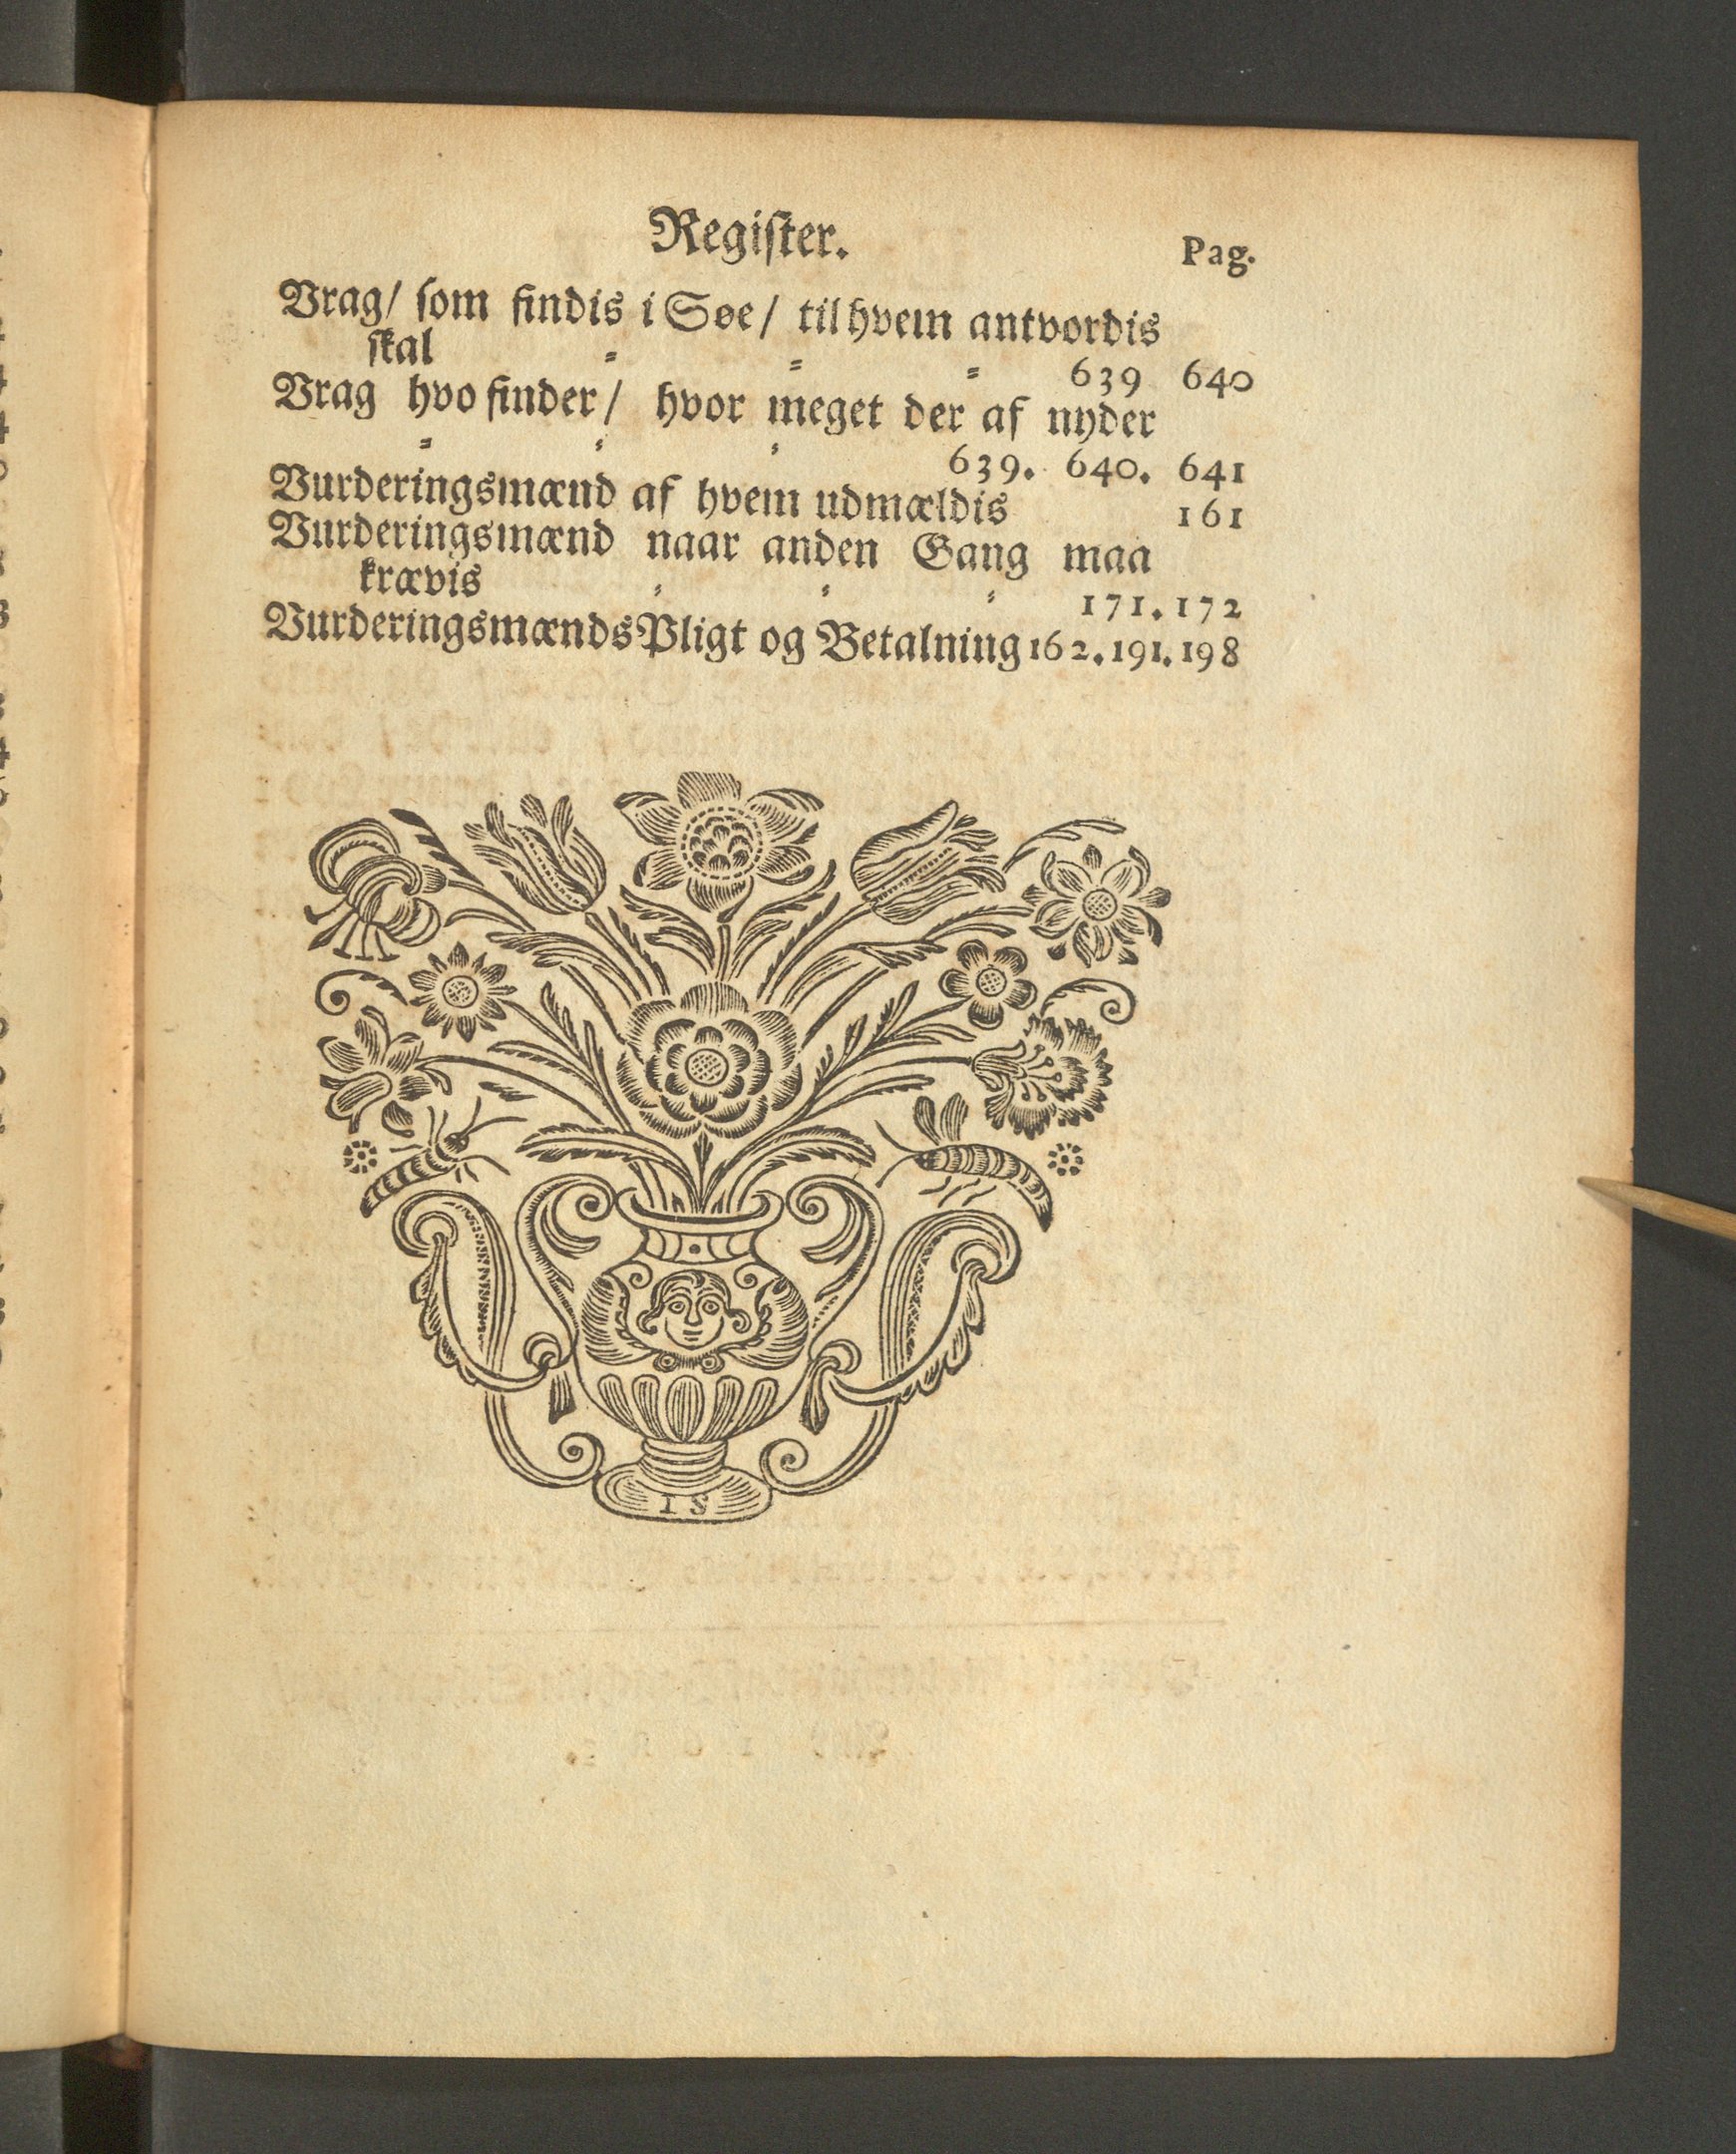 Register.
Pag.
Vrag/ som findis i Søe/ til hvem antvordis
skal = = = 639 640
Vrag hvo finder/ hvor meget der af nyder
= = = 639. 640. 641
Vurderingsmænd af hvem udmældis 161
Vurderingsmænd naar anden Gang maa
krævis = = = 171. 172
Vurderingsmænds Pligt og Betalning 162. 191. 198
I S